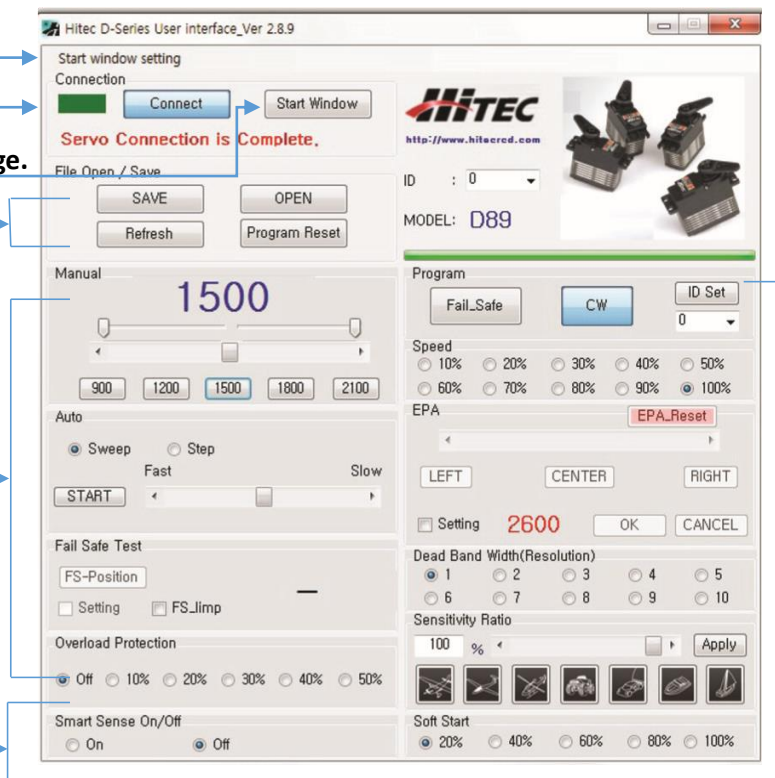 Hitec D-Series User interface_Ver 2.8.9
Start window setting
Connection
Connect
Start Window
Servo Connection is Complete.
ge.
HiTEC
http://www.hitecrcd.com
File Open / Save
SAVE
OPEN
Refresh
Program Reset
ID : 0
MODEL: D89
Manual
1500
900 1200 1500 1800 2100
Program
Fail_Safe
CW
ID Set
0
Speed
10% 20% 30% 40% 50%
60% 70% 80% 90% 100%
Auto
Sweep Step
Fast Slow
START
EPA
EPA_Reset
LEFT CENTER RIGHT
Setting 2600 OK CANCEL
Fail Safe Test
FS-Position
Setting FS_limp
Dead Band Width(Resolution)
1 2 3 4 5
6 7 8 9 10
Overload Protection
Off 10% 20% 30% 40% 50%
Sensitivity Ratio
100 % Apply
Smart Sense On/Off
On Off
Soft Start
20% 40% 60% 80% 100%